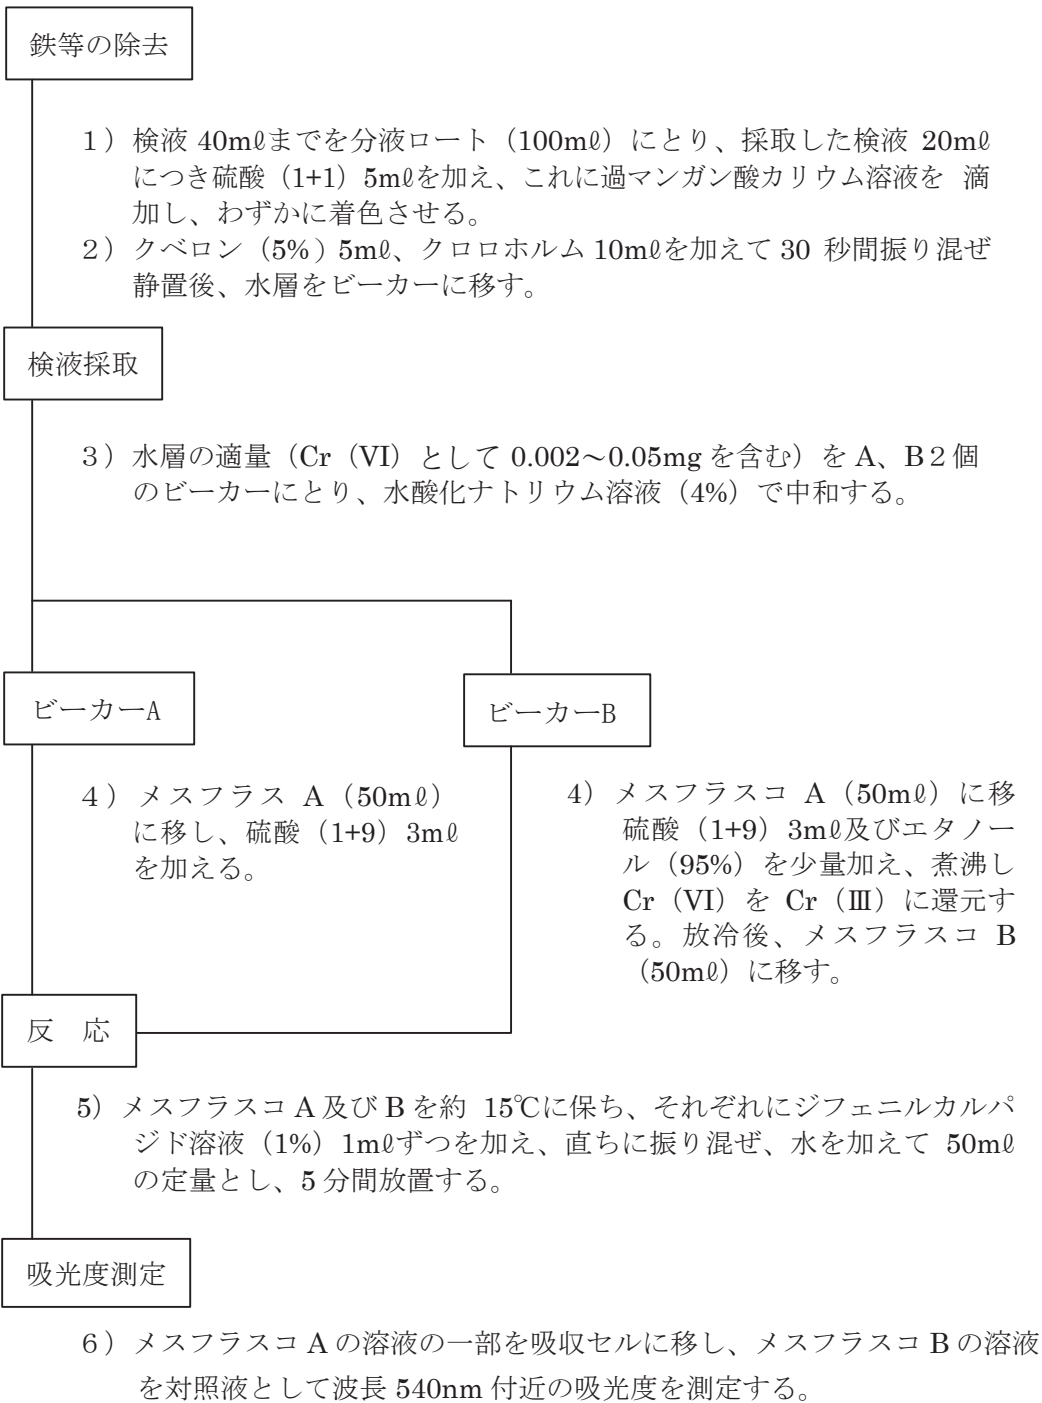 鉄等の除去
1）検液 40mℓまでを分液ロート（100mℓ）にとり、採取した検液 20mℓ
につき硫酸（1+1）5mℓを加え、これに過マンガン酸カリウム溶液を 滴
加し、わずかに着色させる。
2）クベロン（5%）5mℓ、クロロホルム 10mℓを加えて 30 秒間振り混ぜ
静置後、水層をビーカーに移す。
検液採取
3）水層の適量（Cr（VI）として 0.002～0.05mg を含む）を A、B２個
のビーカーにとり、水酸化ナトリウム溶液（4%）で中和する。
ビーカーA
ビーカーB
4）メスフラス A（50mℓ）
に移し、硫酸（1+9）3mℓ
を加える。
4）メスフラスコ A（50mℓ）に移
硫酸（1+9）3mℓ及びエタノー
ル（95%）を少量加え、煮沸し
Cr（VI）を Cr（Ⅲ）に還元す
る。放冷後、メスフラスコ B
（50mℓ）に移す。
反　応
5）メスフラスコ A 及び B を約 15℃に保ち、それぞれにジフェニルカルパ
ジド溶液（1%）1mℓずつを加え、直ちに振り混ぜ、水を加えて 50mℓ
の定量とし、5 分間放置する。
吸光度測定
6）メスフラスコ A の溶液の一部を吸収セルに移し、メスフラスコ B の溶液
を対照液として波長 540nm 付近の吸光度を測定する。